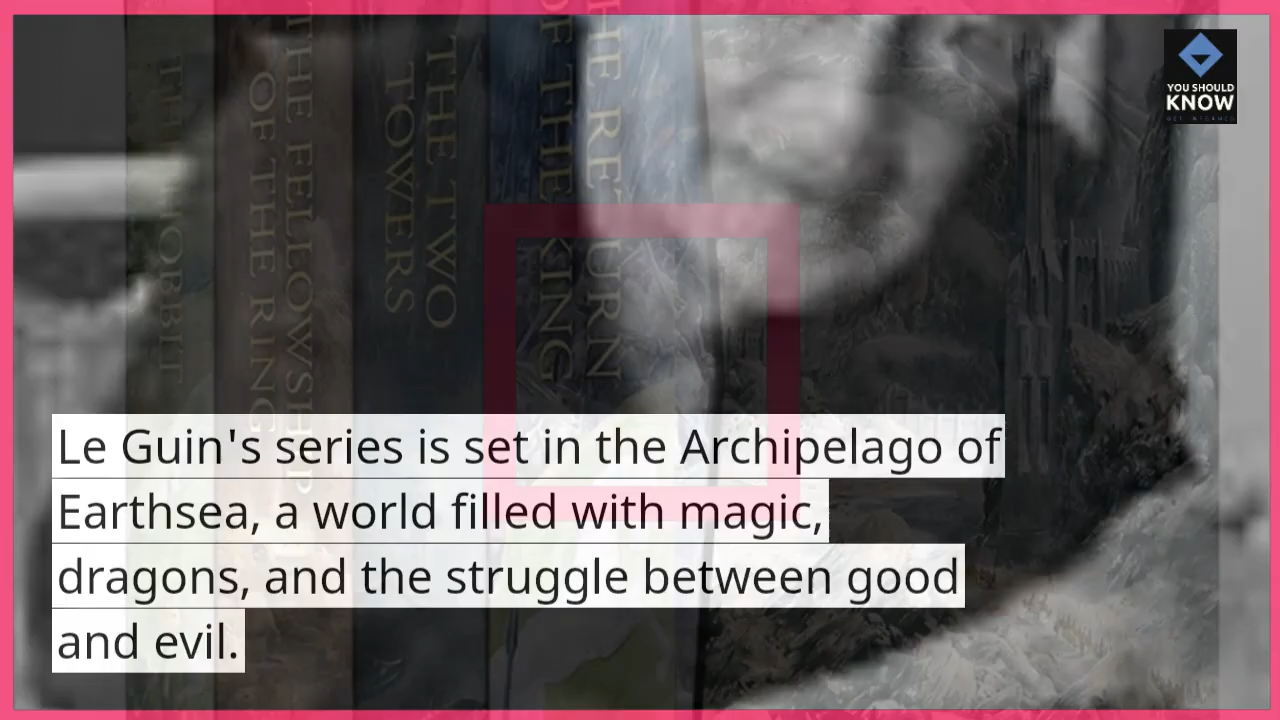 THE HOBBIT
THE FELLOWSHIP
OF THE RING
THE TWO
TOWERS
THE RETURN
OF THE KING
YOU SHOULD
KNOW
GET INFORMED
Le Guin's series is set in the Archipelago of
Earthsea, a world filled with magic,
dragons, and the struggle between good
and evil.